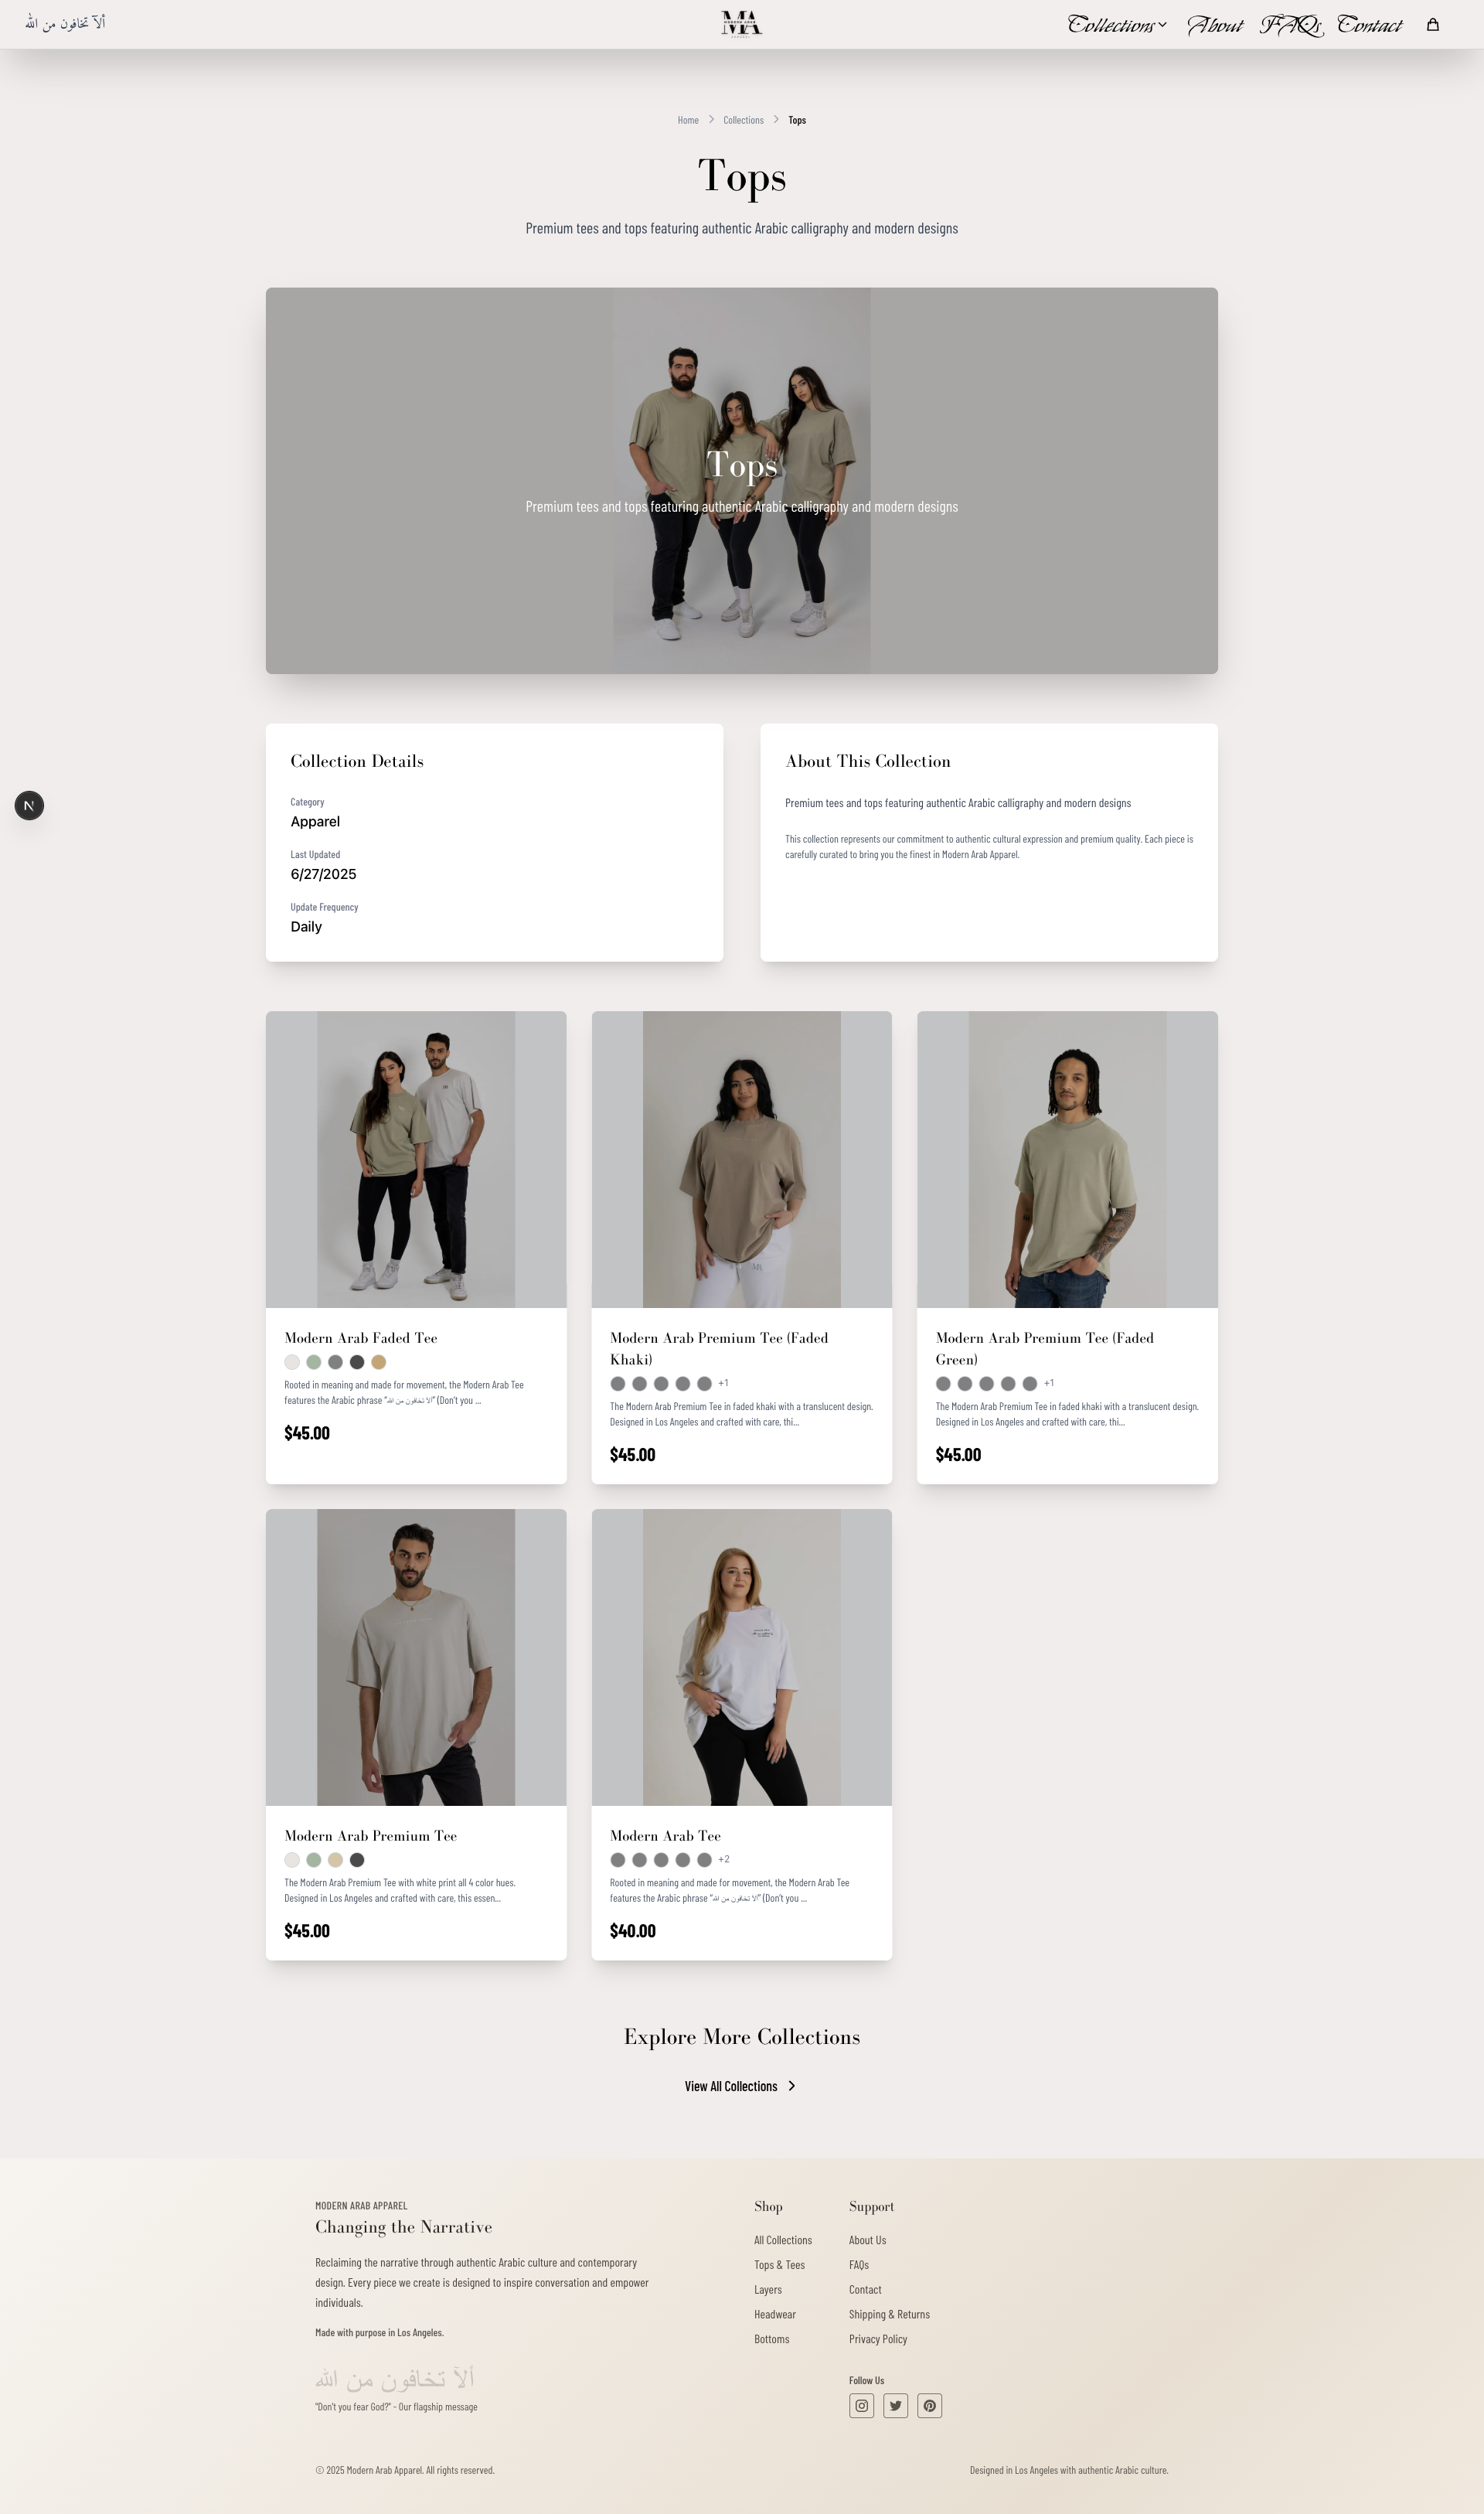 ألآ تخافون من الله
MA
Collections
About
FAQs
Contact
Home
Collections
Tops
Tops
Premium tees and tops featuring authentic Arabic calligraphy and modern designs
Tops
Premium tees and tops featuring authentic Arabic calligraphy and modern designs
Collection Details
Category
Apparel
Last Updated
6/27/2025
Update Frequency
Daily
About This Collection
Premium tees and tops featuring authentic Arabic calligraphy and modern designs
This collection represents our commitment to authentic cultural expression and premium quality. Each piece is
carefully curated to bring you the finest in Modern Arab Apparel.
N
Modern Arab Faded Tee
Rooted in meaning and made for movement, the Modern Arab Tee
features the Arabic phrase “ألا تخافون من الله” (Don’t you ...
$45.00
Modern Arab Premium Tee (Faded
Khaki)
+1
The Modern Arab Premium Tee in faded khaki with a translucent design.
Designed in Los Angeles and crafted with care, thi...
$45.00
Modern Arab Premium Tee (Faded
Green)
+1
The Modern Arab Premium Tee in faded khaki with a translucent design.
Designed in Los Angeles and crafted with care, thi...
$45.00
Modern Arab Premium Tee
The Modern Arab Premium Tee with white print all 4 color hues.
Designed in Los Angeles and crafted with care, this essen...
$45.00
Modern Arab Tee
+2
Rooted in meaning and made for movement, the Modern Arab Tee
features the Arabic phrase “ألا تخافون من الله” (Don’t you ...
$40.00
Explore More Collections
View All Collections
MODERN ARAB APPAREL
Changing the Narrative
Reclaiming the narrative through authentic Arabic culture and contemporary
design. Every piece we create is designed to inspire conversation and empower
individuals.
Made with purpose in Los Angeles.
ألآ تخافون من الله
"Don't you fear God?" - Our flagship message
Shop
All Collections
Tops & Tees
Layers
Headwear
Bottoms
Support
About Us
FAQs
Contact
Shipping & Returns
Privacy Policy
Follow Us
© 2025 Modern Arab Apparel. All rights reserved.
Designed in Los Angeles with authentic Arabic culture.